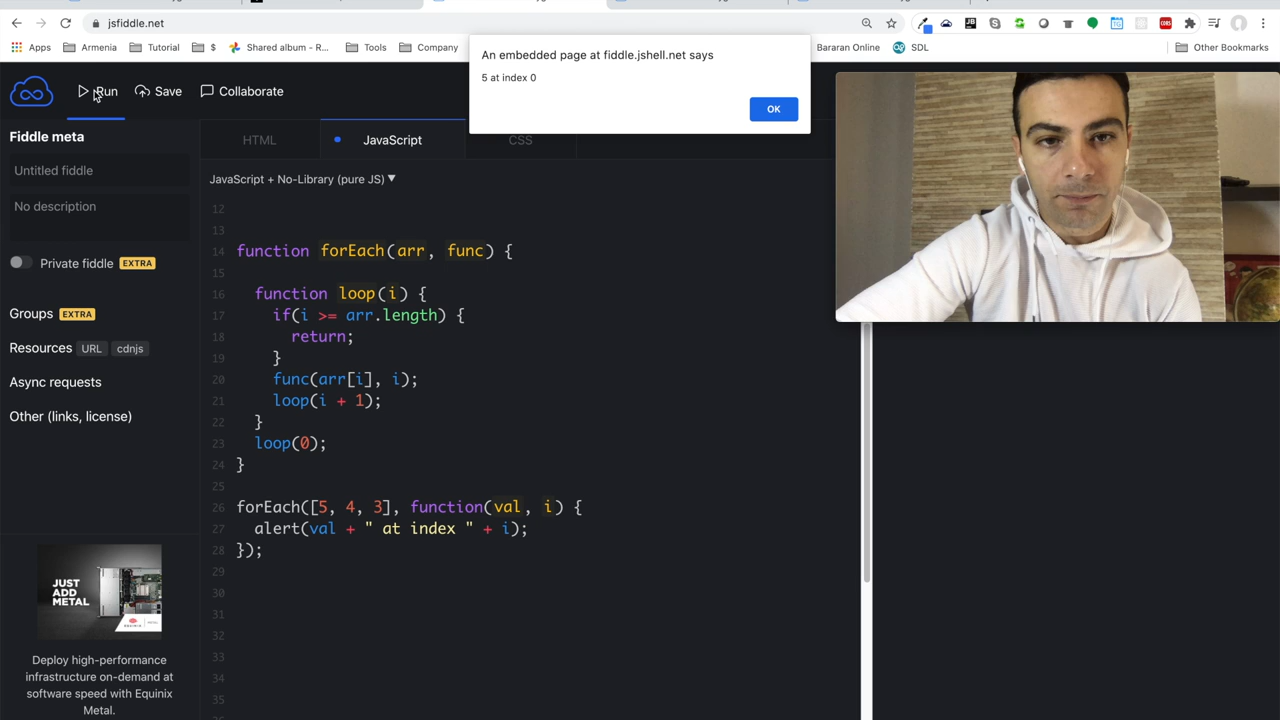 jsfiddle.net
Apps
Armenia
Tutorial
$
Shared album - R...
Tools
Company
Bararan Online
SDL
Other Bookmarks
An embedded page at fiddle.jshell.net says
5 at index 0
OK
Run
Save
Collaborate
Fiddle meta
Untitled fiddle
No description
Private fiddle EXTRA
Groups EXTRA
Resources URL cdnjs
Async requests
Other (links, license)
JUST
ADD
METAL
EQUINIX
METAL
Deploy high-performance
infrastructure on-demand at
software speed with Equinix
Metal.
HTML
JavaScript
CSS
JavaScript + No-Library (pure JS)
12
13
14 function forEach(arr, func) {
15
16 function loop(i) {
17 if(i >= arr.length) {
18 return;
19 }
20 func(arr[i], i);
21 loop(i + 1);
22 }
23 loop(0);
24 }
25
26 forEach([5, 4, 3], function(val, i) {
27 alert(val + " at index " + i);
28 });
29
30
31
32
33
34
35